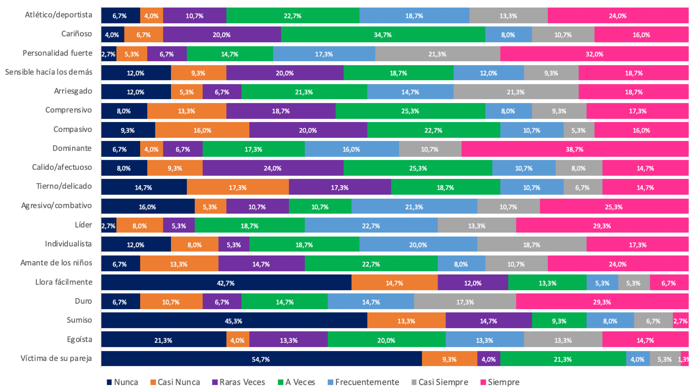 Atlético/deportista 6,7% 4,0% 10,7% 22,7% 18,7% 13,3% 24,0%
Cariñoso 4,0% 6,7% 20,0% 34,7% 8,0% 10,7% 16,0%
Personalidad fuerte 2,7% 5,3% 6,7% 14,7% 17,3% 21,3% 32,0%
Sensible hacía los demás 12,0% 9,3% 20,0% 18,7% 12,0% 9,3% 18,7%
Arriesgado 12,0% 5,3% 6,7% 21,3% 14,7% 21,3% 18,7%
Comprensivo 8,0% 13,3% 18,7% 25,3% 8,0% 9,3% 17,3%
Compasivo 9,3% 16,0% 20,0% 22,7% 10,7% 5,3% 16,0%
Dominante 6,7% 4,0% 6,7% 17,3% 16,0% 10,7% 38,7%
Calido/afectuoso 8,0% 9,3% 24,0% 25,3% 10,7% 8,0% 14,7%
Tierno/delicado 14,7% 17,3% 17,3% 18,7% 10,7% 6,7% 14,7%
Agresivo/combativo 16,0% 5,3% 10,7% 10,7% 21,3% 10,7% 25,3%
Líder 2,7% 8,0% 5,3% 18,7% 22,7% 13,3% 29,3%
Individualista 12,0% 8,0% 5,3% 18,7% 20,0% 18,7% 17,3%
Amante de los niños 6,7% 13,3% 14,7% 22,7% 8,0% 10,7% 24,0%
Llora fácilmente 42,7% 14,7% 12,0% 13,3% 5,3% 5,3% 6,7%
Duro 6,7% 10,7% 6,7% 14,7% 14,7% 17,3% 29,3%
Sumiso 45,3% 13,3% 14,7% 9,3% 8,0% 6,7% 2,7%
Egoísta 21,3% 4,0% 13,3% 20,0% 13,3% 13,3% 14,7%
Víctima de su pareja 54,7% 9,3% 4,0% 21,3% 4,0% 5,3% 1,3%
Nunca Casi Nunca Raras Veces A Veces Frecuentemente Casi Siempre Siempre